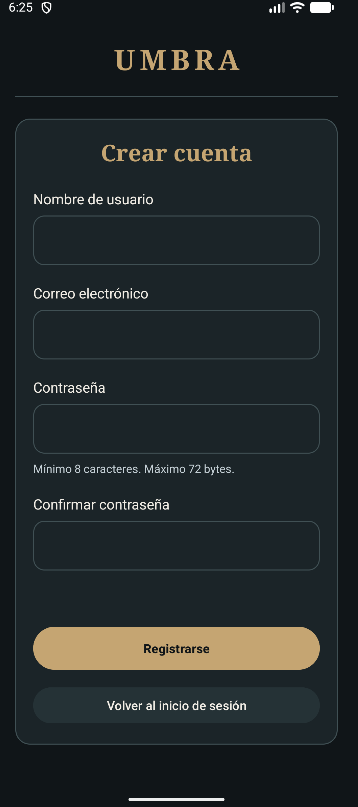 6:25
UMBRA
Crear cuenta
Nombre de usuario
Correo electrónico
Contraseña
Mínimo 8 caracteres. Máximo 72 bytes.
Confirmar contraseña
Registrarse
Volver al inicio de sesión